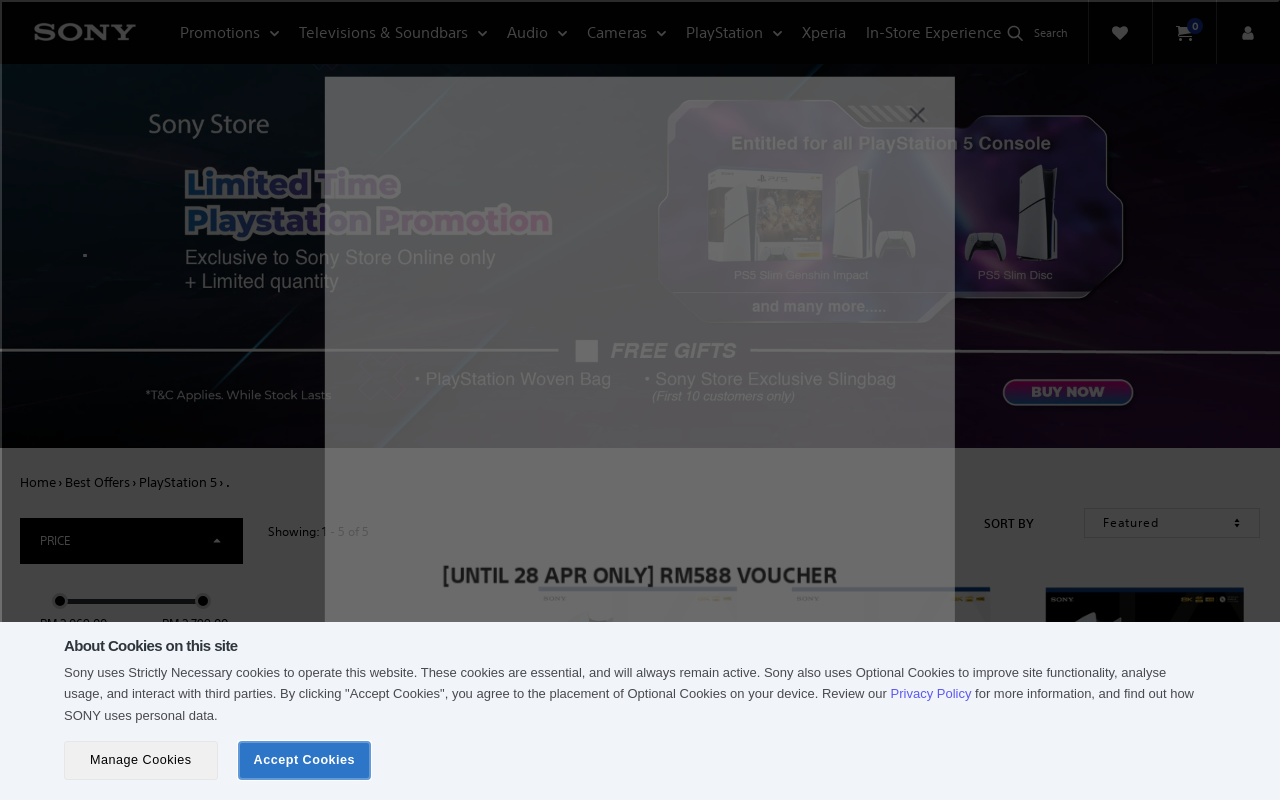 SONY
Promotions
Televisions & Soundbars
Audio
Cameras
PlayStation
Xperia
In-Store Experience
Search
0
Sony Store
Limited Time
Playstation Promotion
Exclusive to Sony Store Online only
+ Limited quantity
Entitled for all PlayStation 5 Console
PS5 Slim Genshin Impact
PS5 Slim Disc
and many more.....
FREE GIFTS
• PlayStation Woven Bag
• Sony Store Exclusive Slingbag
(First 10 customers only)
*T&C Applies. While Stock Lasts
BUY NOW
Home › Best Offers › PlayStation 5 › .
PRICE
Showing: 1 - 5 of 5
SORT BY
Featured
[UNTIL 28 APR ONLY] RM588 VOUCHER
SONY
SONY
SONY
About Cookies on this site
Sony uses Strictly Necessary cookies to operate this website. These cookies are essential, and will always remain active. Sony also uses Optional Cookies to improve site functionality, analyse
usage, and interact with third parties. By clicking "Accept Cookies", you agree to the placement of Optional Cookies on your device. Review our Privacy Policy for more information, and find out how
SONY uses personal data.
Manage Cookies
Accept Cookies